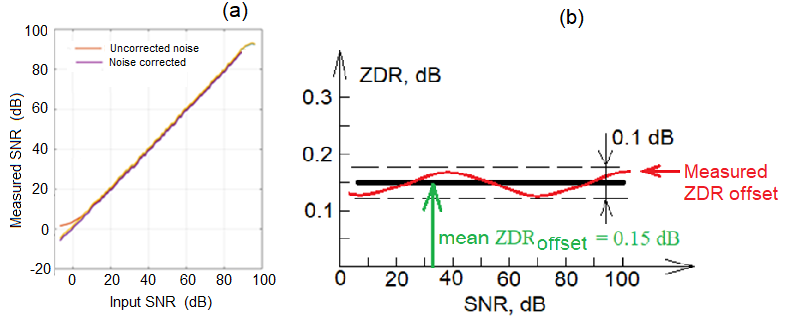 (a)
100
80
60
40
20
0
-20
Measured SNR (dB)
Uncorrected noise
Noise corrected
0
20
40
60
80
100
Input SNR (dB)
(b)
ZDR, dB
0.3
0.2
0.1
0.1 dB
Measured
ZDR offset
mean ZDRoffset = 0.15 dB
0
20
40
60
80
100
SNR, dB